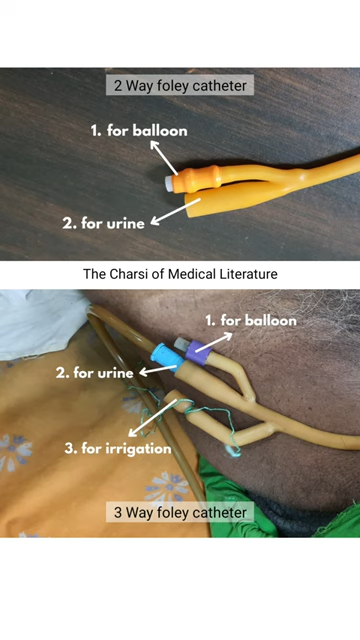 2 Way foley catheter
1. for balloon
2. for urine
The Charsi of Medical Literature
1. for balloon
2. for urine
3. for irrigation
3 Way foley catheter